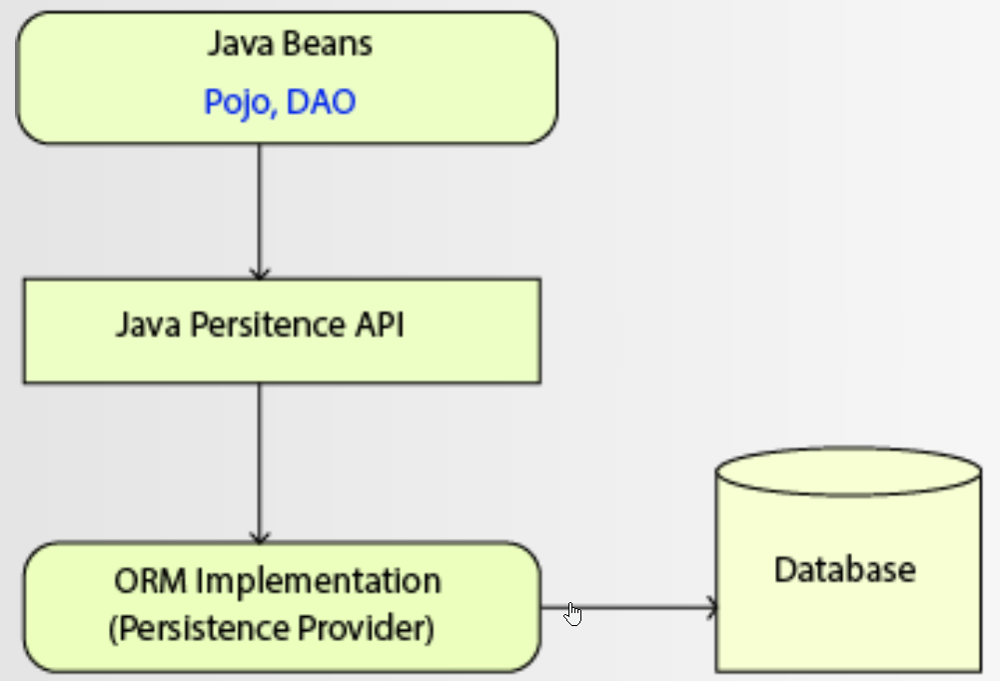 Java Beans
Pojo, DAO
Java Persitence API
ORM Implementation
(Persistence Provider)
Database